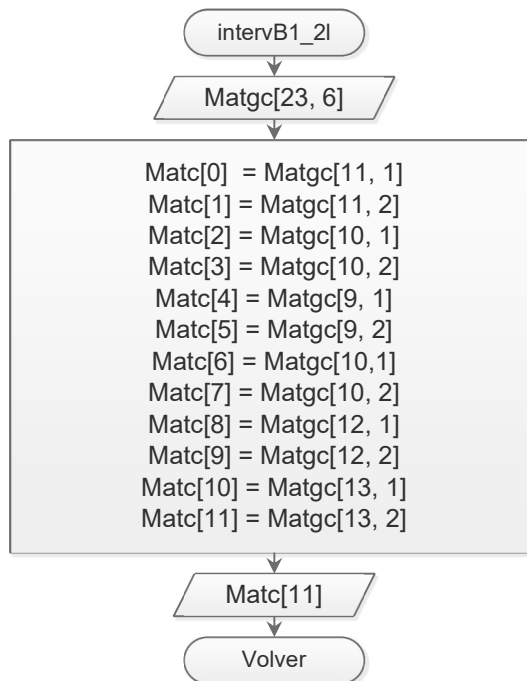 intervB1_2l
Matgc[23, 6]
Matc[0] = Matgc[11, 1]
Matc[1] = Matgc[11, 2]
Matc[2] = Matgc[10, 1]
Matc[3] = Matgc[10, 2]
Matc[4] = Matgc[9, 1]
Matc[5] = Matgc[9, 2]
Matc[6] = Matgc[10,1]
Matc[7] = Matgc[10, 2]
Matc[8] = Matgc[12, 1]
Matc[9] = Matgc[12, 2]
Matc[10] = Matgc[13, 1]
Matc[11] = Matgc[13, 2]
Matc[11]
Volver